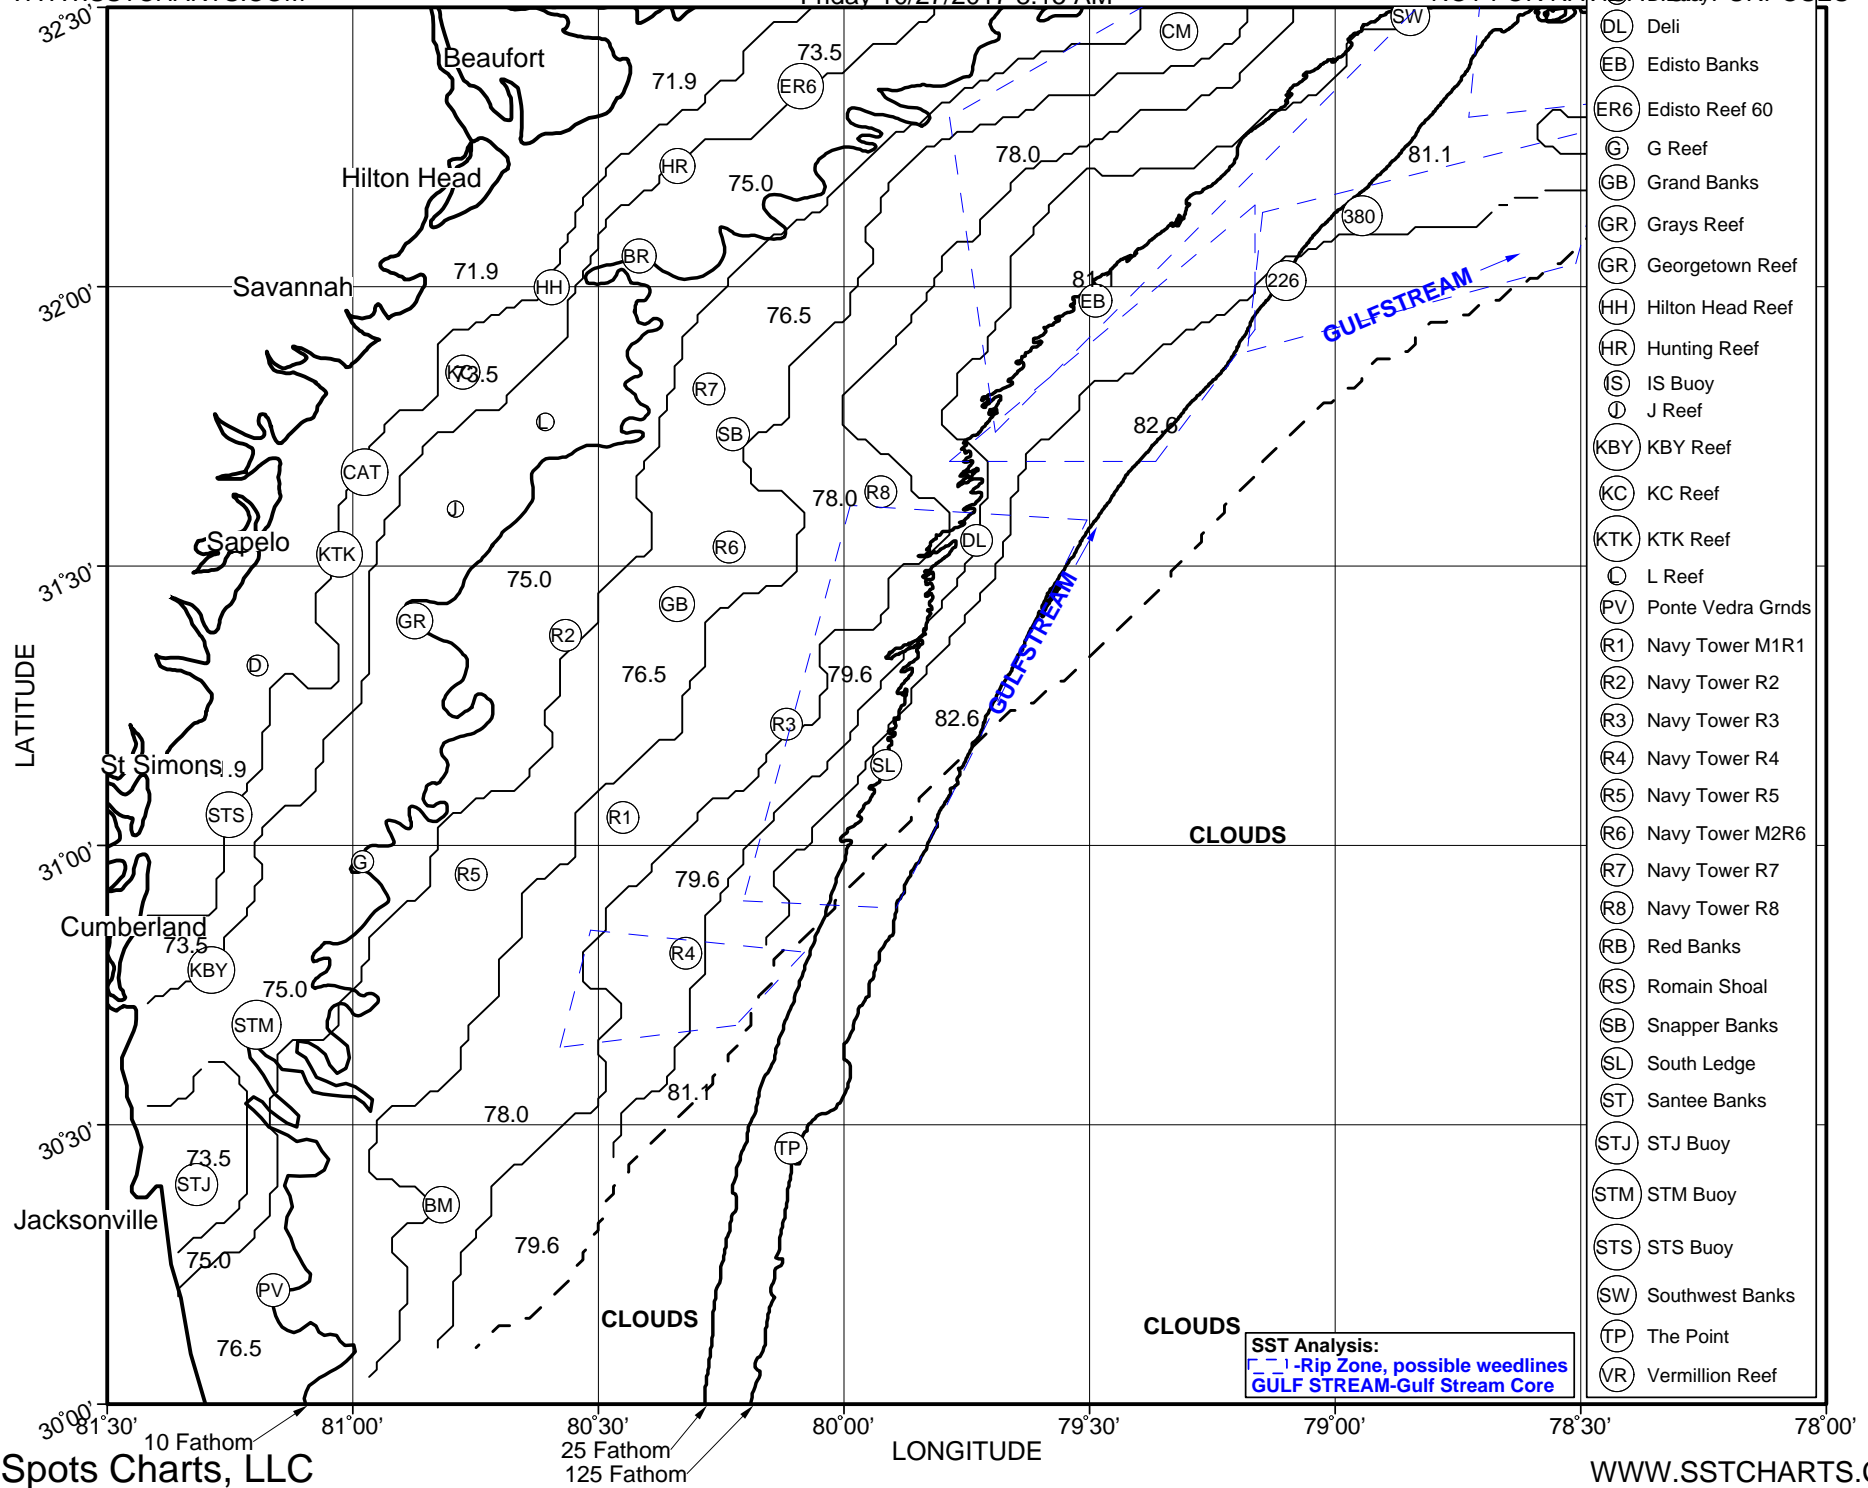 Friday 10/27/2017
32°30'
Beaufort
73.5
71.9
ER6
CM
SW
DL Deli
EB Edisto Banks
ER6 Edisto Reef 60
G G Reef
GB Grand Banks
GR Grays Reef
GR Georgetown Reef
HH Hilton Head Reef
HR Hunting Reef
IS IS Buoy
J J Reef
KBY KBY Reef
KC KC Reef
KTK KTK Reef
L L Reef
PV Ponte Vedra Grnds
R1 Navy Tower M1R1
R2 Navy Tower R2
R3 Navy Tower R3
R4 Navy Tower R4
R5 Navy Tower R5
R6 Navy Tower M2R6
R7 Navy Tower R7
R8 Navy Tower R8
RB Red Banks
RS Romain Shoal
SB Snapper Banks
SL South Ledge
ST Santee Banks
STJ STJ Buoy
STM STM Buoy
STS STS Buoy
SW Southwest Banks
TP The Point
VR Vermillion Reef
Hilton Head
HR
75.0
78.0
81.1
380
Savannah
71.9
BR
HH
EB
226
32°00'
76.5
GULFSTREAM
KC
73.5
R7
L
SB
82.6
CAT
J
78.0
R8
Sapelo
KTK
R6
DL
31°30'
75.0
GB
GR
R2
GULFSTREAM
D
76.5
79.6
R3
82.6
LATITUDE
St Simons
SL
STS
R1
CLOUDS
31°00'
G
R5
79.6
Cumberland
73.5
KBY
R4
75.0
STM
81.1
78.0
30°30'
TP
73.5
STJ
BM
Jacksonville
79.6
75.0
PV
CLOUDS
CLOUDS
76.5
SST Analysis:
-Rip Zone, possible weedlines
GULF STREAM-Gulf Stream Core
30°00'
81°30'
81°00'
80°30'
80°00'
79°30'
79°00'
78°30'
78°00'
10 Fathom
25 Fathom
125 Fathom
LONGITUDE
Spots Charts, LLC
WWW.SSTCHARTS.